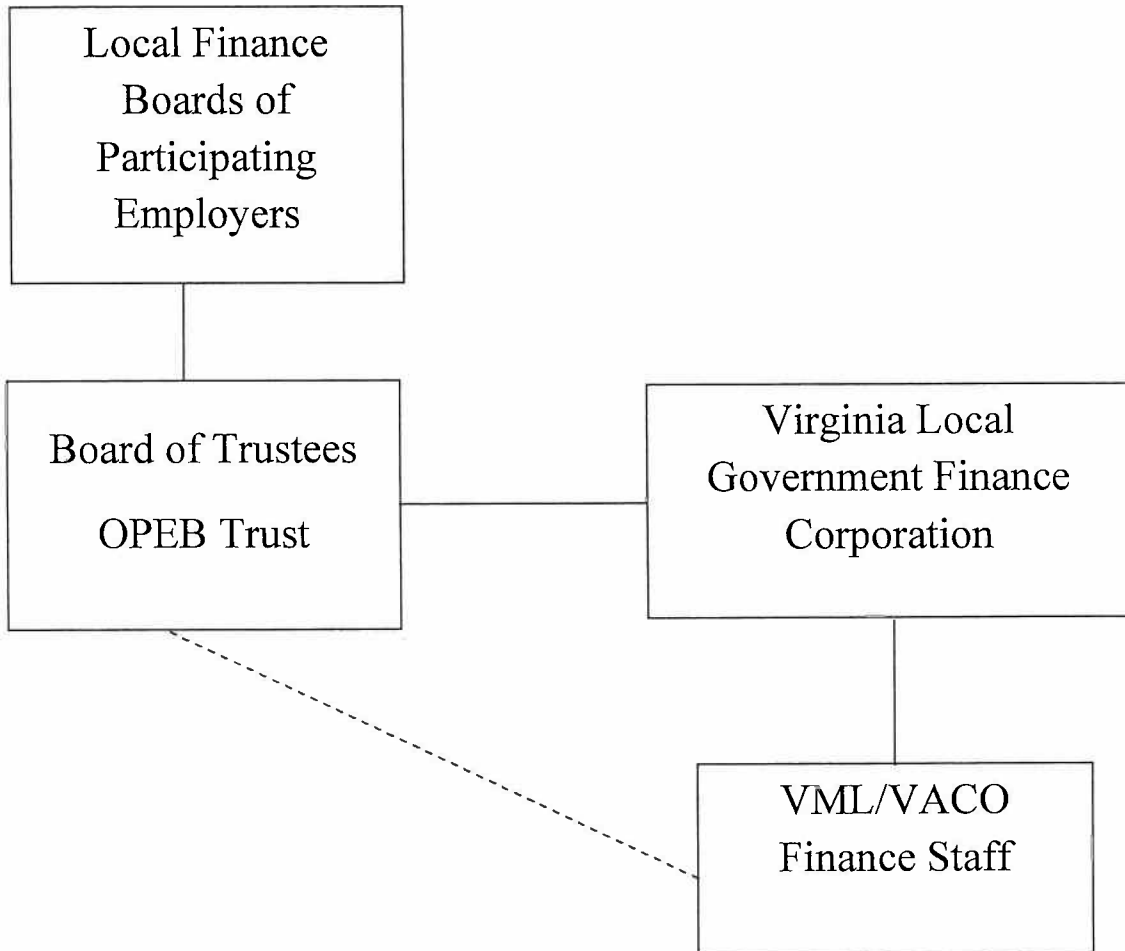 Local Finance
Boards of
Participating
Employers
Board of Trustees
OPEB Trust
Virginia Local
Government Finance
Corporation
VML/VACO
Finance Staff